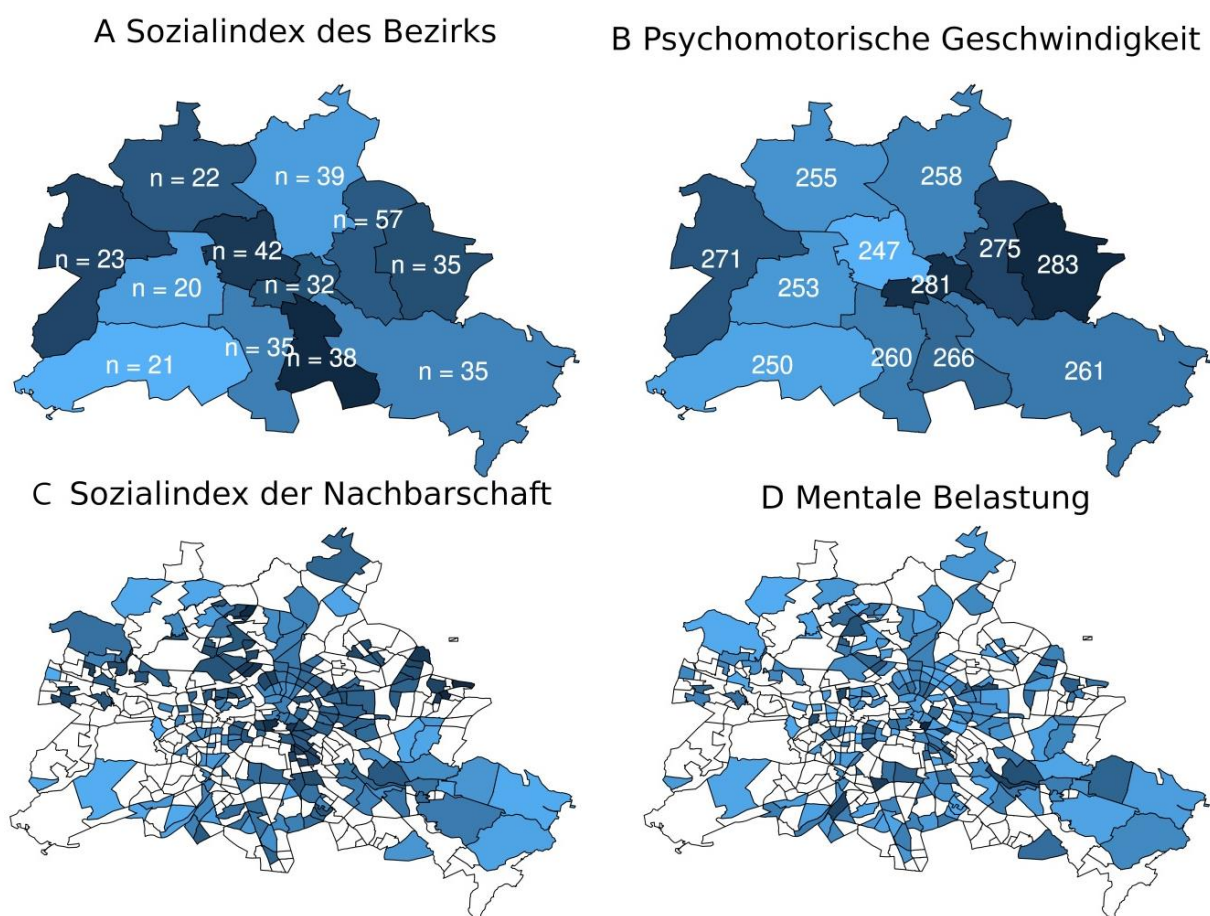 A Sozialindex des Bezirks
n = 22
n = 39
n = 57
n = 42
n = 23
n = 35
n = 20
n = 32
n = 35
n = 38
n = 21
n = 35
B Psychomotorische Geschwindigkeit
255
258
247
275
271
283
253
281
250
260
266
261
C Sozialindex der Nachbarschaft
D Mentale Belastung